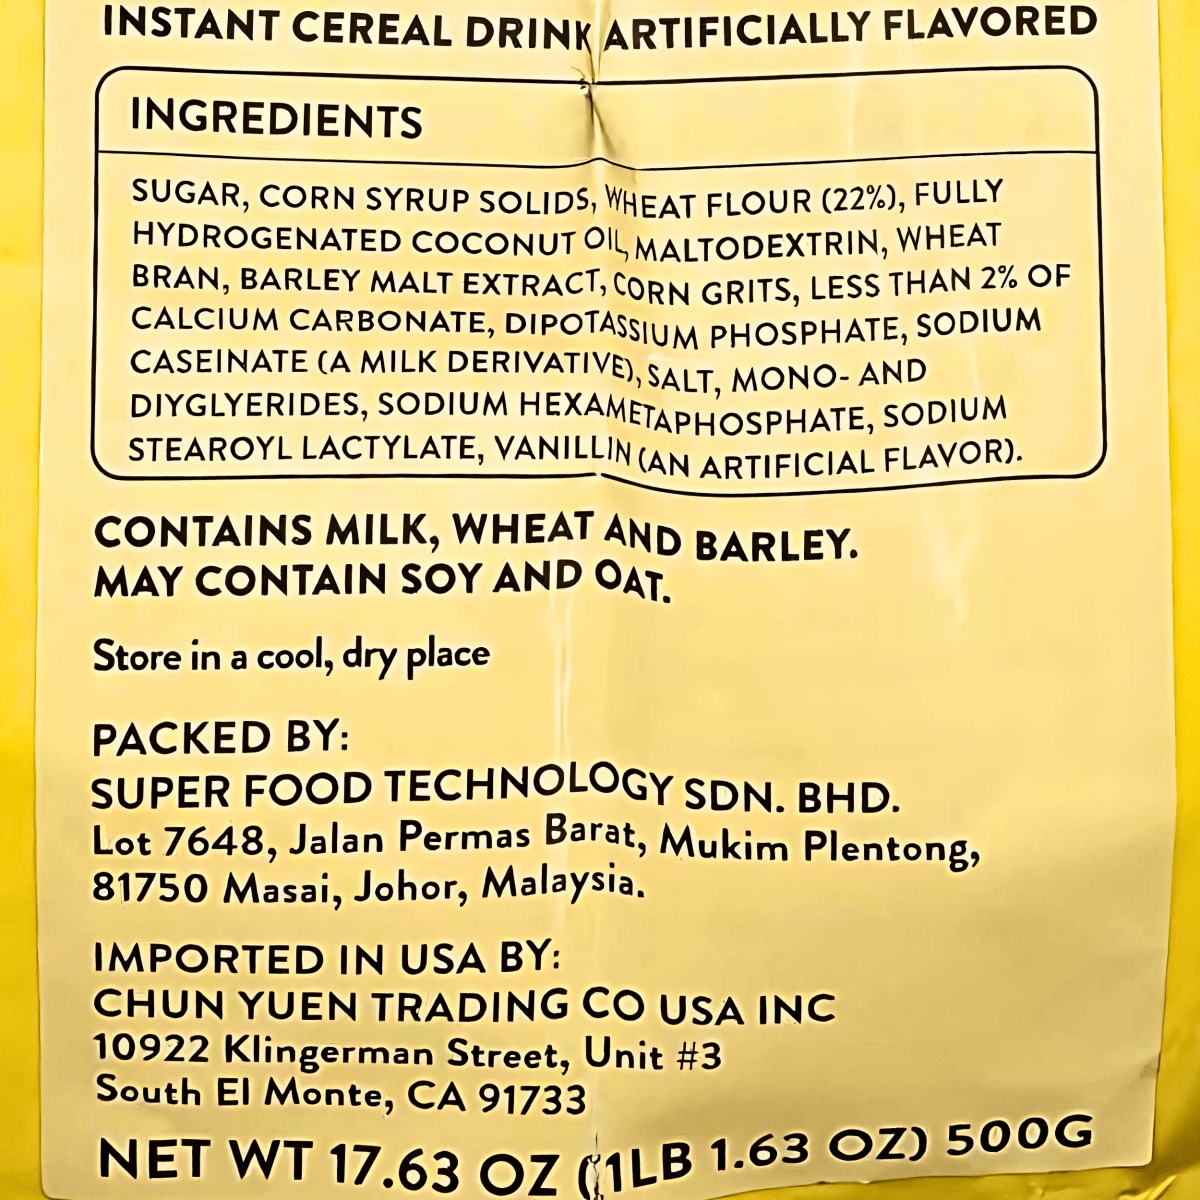 INSTANT CEREAL DRINK ARTIFICIALLY FLAVORED
INGREDIENTS
SUGAR, CORN SYRUP SOLIDS, WHEAT FLOUR (22%), FULLY
HYDROGENATED COCONUT OIL, MALTODEXTRIN, WHEAT
BRAN, BARLEY MALT EXTRACT, CORN GRITS, LESS THAN 2% OF
CALCIUM CARBONATE, DIPOTASSIUM PHOSPHATE, SODIUM
CASEINATE (A MILK DERIVATIVE), SALT, MONO- AND
DIYGLYERIDES, SODIUM HEXAMETAPHOSPHATE, SODIUM
STEAROYL LACTYLATE, VANILLIN (AN ARTIFICIAL FLAVOR).
CONTAINS MILK, WHEAT AND BARLEY.
MAY CONTAIN SOY AND OAT.
Store in a cool, dry place
PACKED BY:
SUPER FOOD TECHNOLOGY SDN. BHD.
Lot 7648, Jalan Permas Barat, Mukim Plentong,
81750 Masai, Johor, Malaysia.
IMPORTED IN USA BY:
CHUN YUEN TRADING CO USA INC
10922 Klingerman Street, Unit #3
South El Monte, CA 91733
NET WT 17.63 OZ (1LB 1.63 OZ) 500G